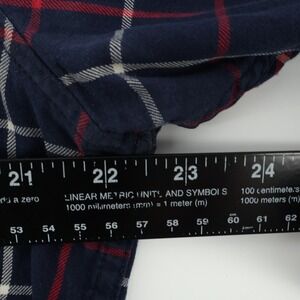 21 22 23 24
a zero LINEAR METRIC UNITS AND SYMBOLS 100 centimeters
1000 millimeters (mm) = 1 meter (m) 1000 meters
53 54 55 56 57 58 59 60 61 62